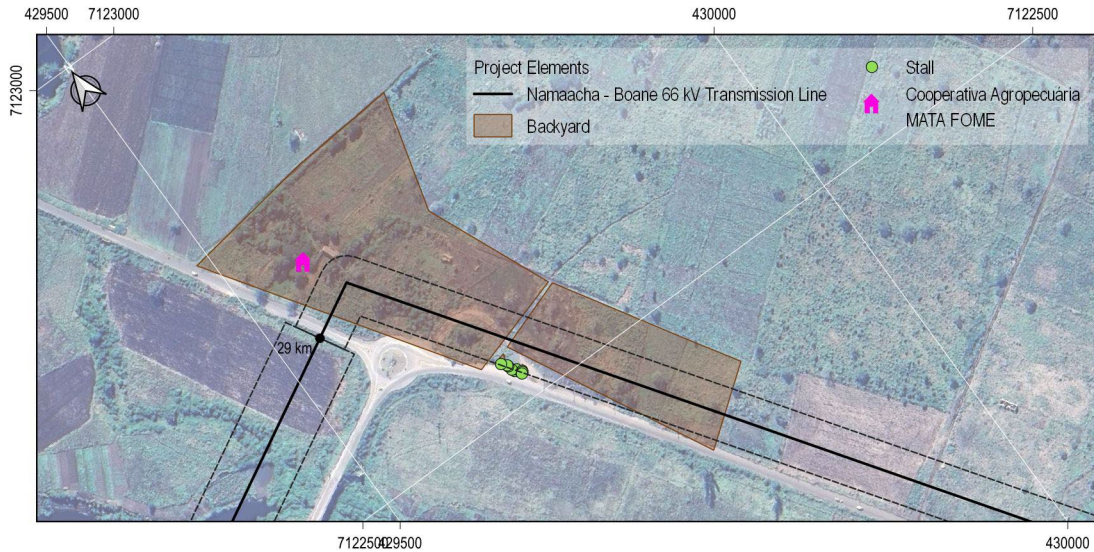 429500 7123000 430000 7122500
7123000
Project Elements
Namaacha - Boane 66 kV Transmission Line
Backyard
Stall
Cooperativa Agropecuária
MATA FOME
29 km
7122500 429500 430000